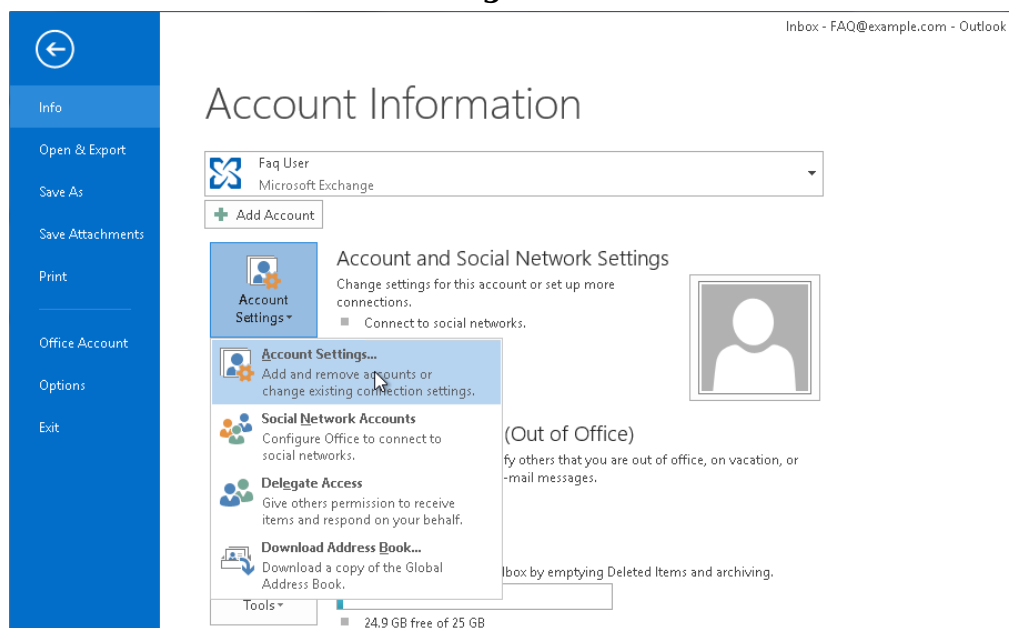 Inbox - FAQ@example.com - Outlook
Info
Open & Export
Save As
Save Attachments
Print
Office Account
Options
Exit
Account Information
Faq User
Microsoft Exchange
Add Account
Account
Settings
Account and Social Network Settings
Change settings for this account or set up more
connections.
Connect to social networks.
Account Settings...
Add and remove accounts or
change existing connection settings.
Social Network Accounts
Configure Office to connect to
social networks.
Delegate Access
Give others permission to receive
items and respond on your behalf.
Download Address Book...
Download a copy of the Global
Address Book.
(Out of Office)
fy others that you are out of office, on vacation, or
-mail messages.
lbox by emptying Deleted Items and archiving.
Tools
24.9 GB free of 25 GB